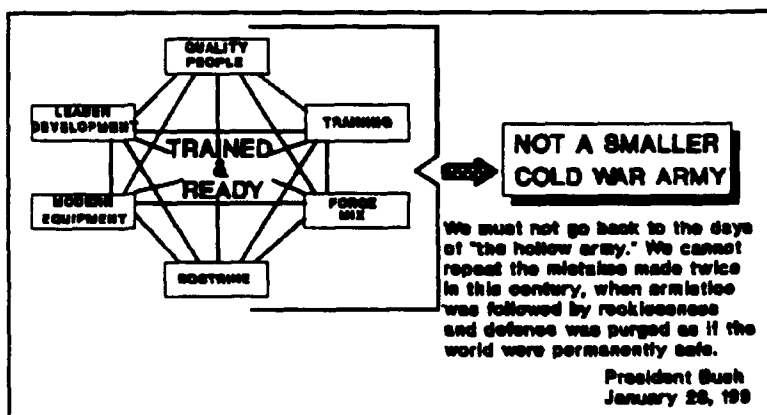 QUALITY
PEOPLE
LEADER
DEVELOPMENT
TRAINING
TRAINED
&
READY
MODERN
EQUIPMENT
FORCE
MIX
DOCTRINE
NOT A SMALLER
COLD WAR ARMY
We must not go back to the days
of "the hollow army." We cannot
repeat the mistakes made twice
in this century, when armistice
was followed by recklessness
and defense was purged as if the
world were permanently safe.
President Bush
January 28, 199